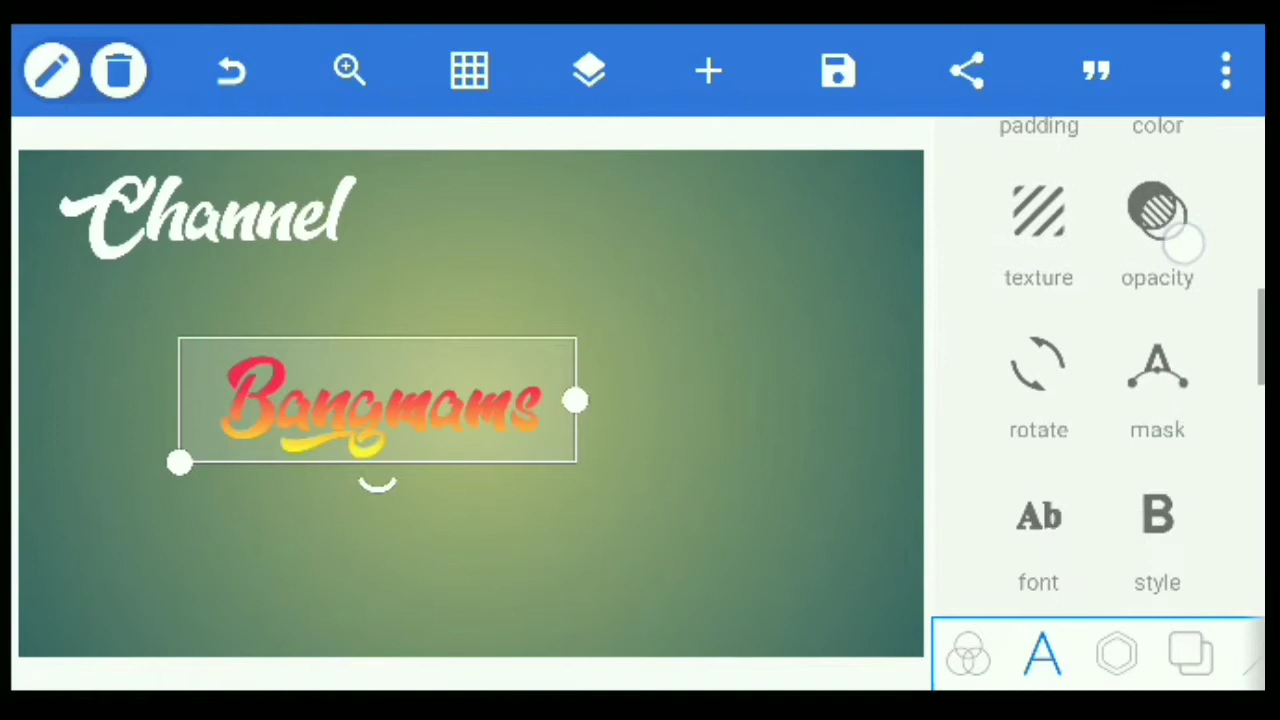 padding color
Channel
texture opacity
Bangmams
rotate mask
Ab B
font style
A